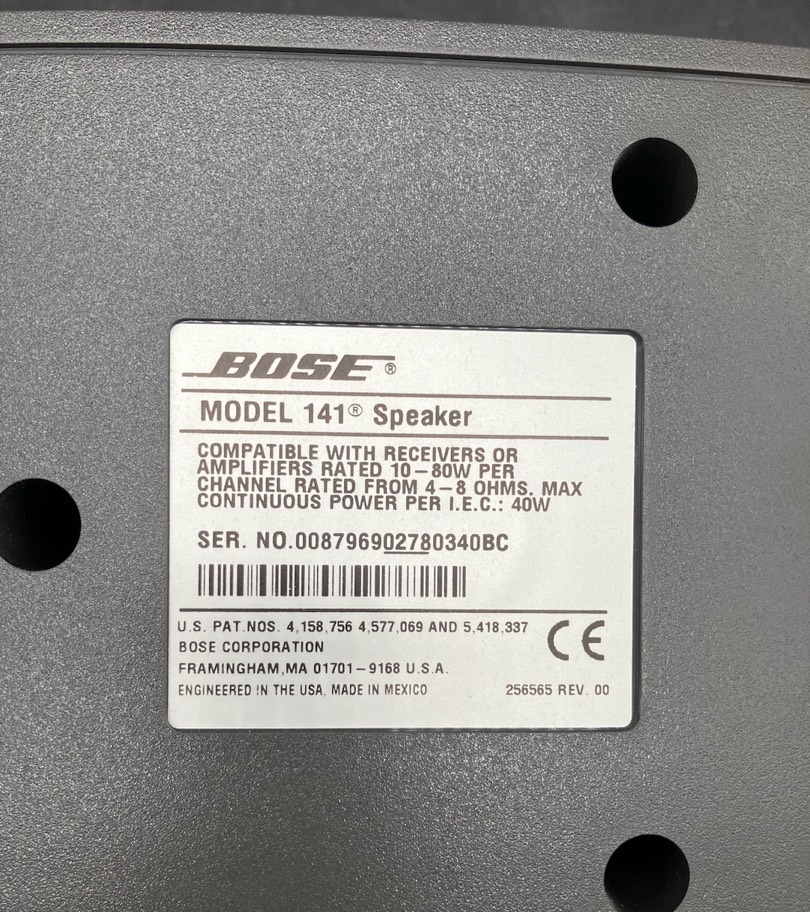 BOSE®
MODEL 141® Speaker
COMPATIBLE WITH RECEIVERS OR
AMPLIFIERS RATED 10–80W PER
CHANNEL RATED FROM 4–8 OHMS. MAX
CONTINUOUS POWER PER I.E.C.: 40W
SER. NO.008796902780340BC
U.S. PAT.NOS. 4,158,756 4,577,069 AND 5,418,337
BOSE CORPORATION
FRAMINGHAM,MA 01701–9168 U.S.A.
ENGINEERED IN THE USA, MADE IN MEXICO
CE
256565 REV. 00